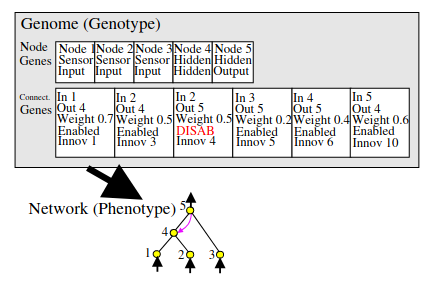 Genome (Genotype)
Node Genes
Node 1 Sensor Input
Node 2 Sensor Input
Node 3 Sensor Input
Node 4 Hidden Hidden
Node 5 Hidden Output
Connect. Genes
In 1
Out 4
Weight 0.7
Enabled
Innov 1
In 2
Out 4
Weight 0.5
Enabled
Innov 3
In 2
Out 5
Weight 0.5
DISAB
Innov 4
In 3
Out 5
Weight 0.2
Enabled
Innov 5
In 4
Out 5
Weight 0.4
Enabled
Innov 6
In 5
Out 4
Weight 0.6
Enabled
Innov 10
Network (Phenotype)
5
4
1
2
3